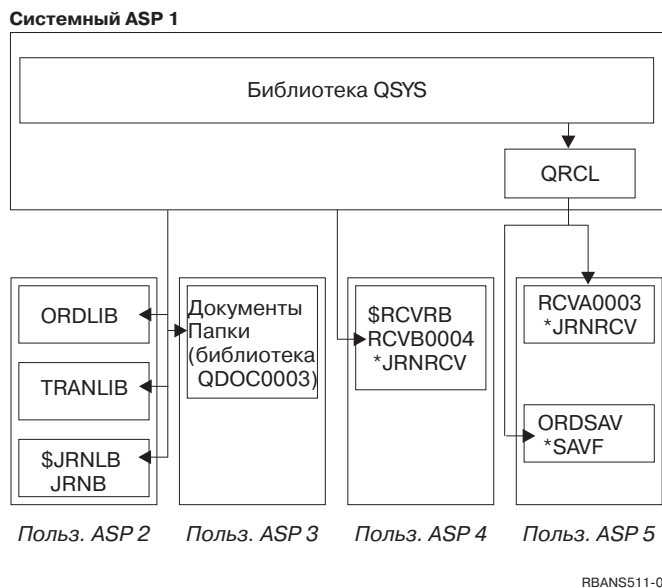 Системный ASP 1
Библиотека QSYS
QRCL
ORDLIB
TRANLIB
$JRNLB
JRNB
Документы
Папки
(библиотека
QDOC0003)
$RCVRB
RCVB0004
*JRNRCV
RCVA0003
*JRNRCV
ORDSAV
*SAVF
Польз. ASP 2
Польз. ASP 3
Польз. ASP 4
Польз. ASP 5
RBANS511-0